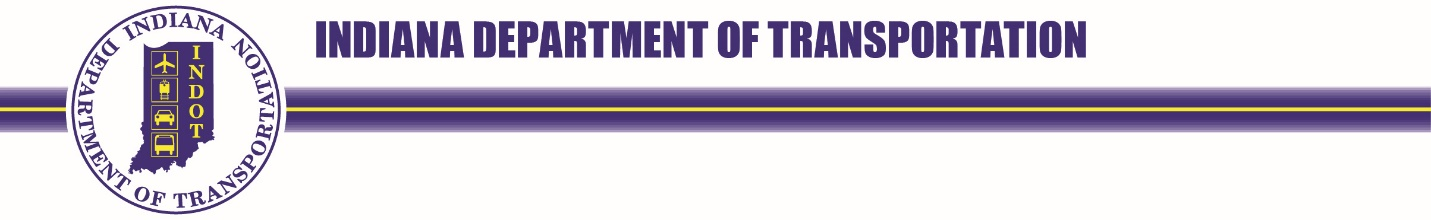 INDIANA DEPARTMENT OF TRANSPORTATION
INDIANA
DEPARTMENT OF TRANSPORTATION
INDOT